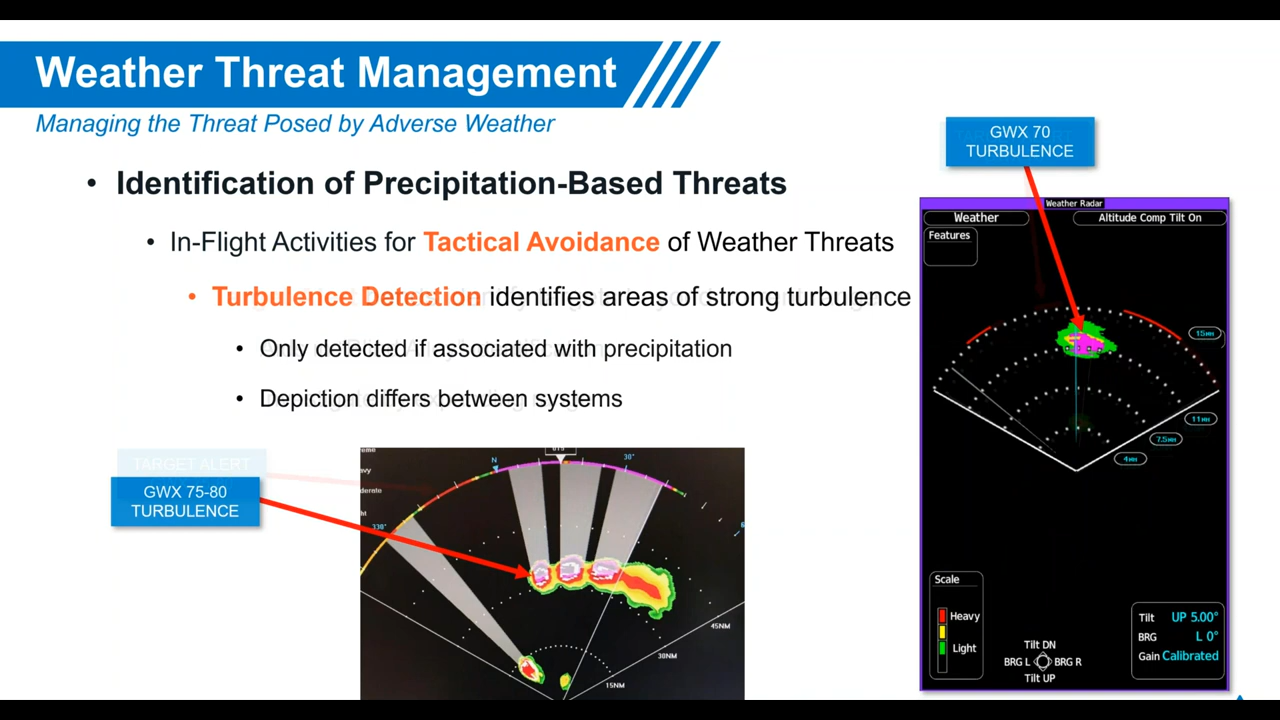 Weather Threat Management
Managing the Threat Posed by Adverse Weather
• Identification of Precipitation-Based Threats
• In-Flight Activities for Tactical Avoidance of Weather Threats
• Turbulence Detection identifies areas of strong turbulence
• Only detected if associated with precipitation
• Depiction differs between systems
TARGET ALERT
GWX 75-80
TURBULENCE
N
30°
330°
45NM
30NM
15NM
GWX 70
TURBULENCE
Weather Radar
Weather
Altitude Comp Tilt On
Features
15NM
11NM
7.5NM
4NM
Scale
Heavy
Light
Tilt DN
BRG L
BRG R
Tilt UP
Tilt UP 5.00°
BRG L 0°
Gain Calibrated